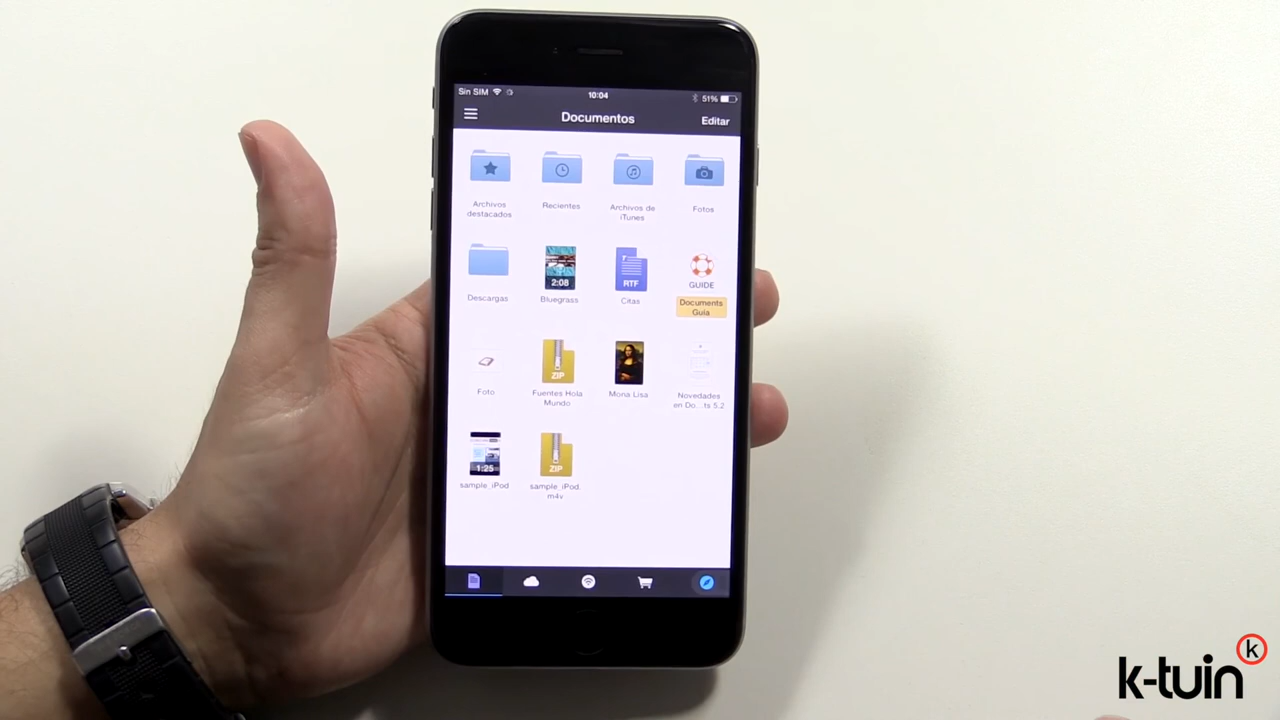 Sin SIM
10:04
51%
Documentos
Editar
Archivos
destacados
Recientes
Archivos de
iTunes
Fotos
Descargas
2:08
Bluegrass
RTF
Citas
GUIDE
Documents
Guía
Foto
ZIP
Fuentes Hola
Mundo
Mona Lisa
Novedades
en Do...ts 5.2
1:25
sample_iPod
ZIP
sample_iPod.
m4v
k-tuin
k